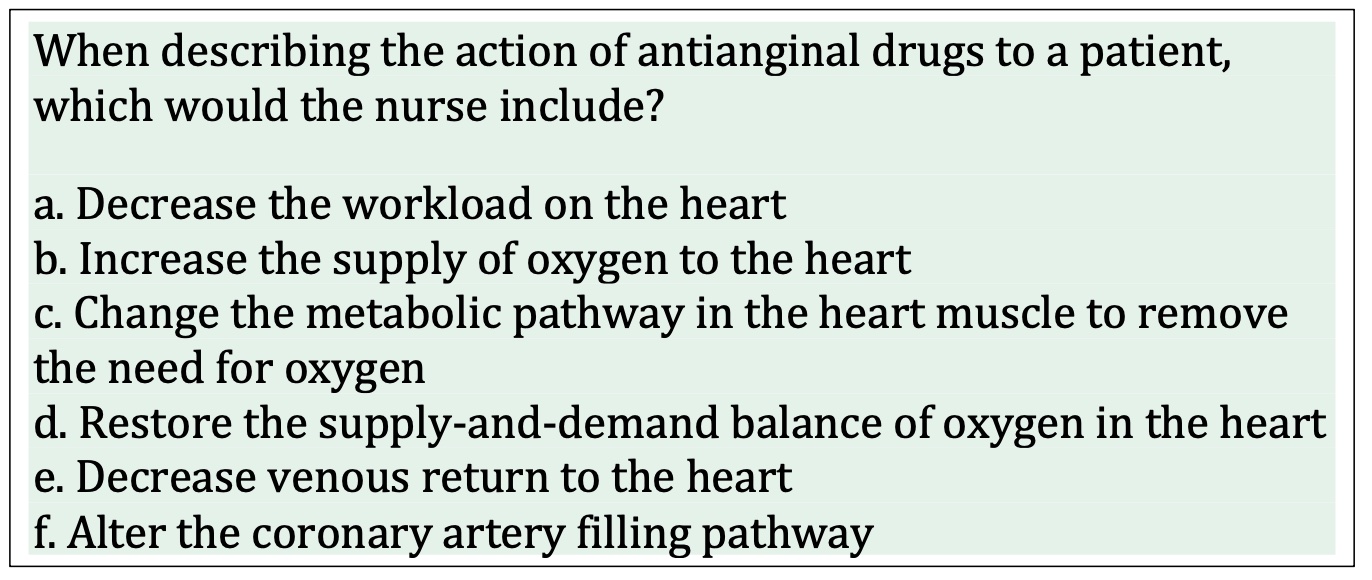 When describing the action of antianginal drugs to a patient,
which would the nurse include?
a. Decrease the workload on the heart
b. Increase the supply of oxygen to the heart
c. Change the metabolic pathway in the heart muscle to remove
the need for oxygen
d. Restore the supply-and-demand balance of oxygen in the heart
e. Decrease venous return to the heart
f. Alter the coronary artery filling pathway